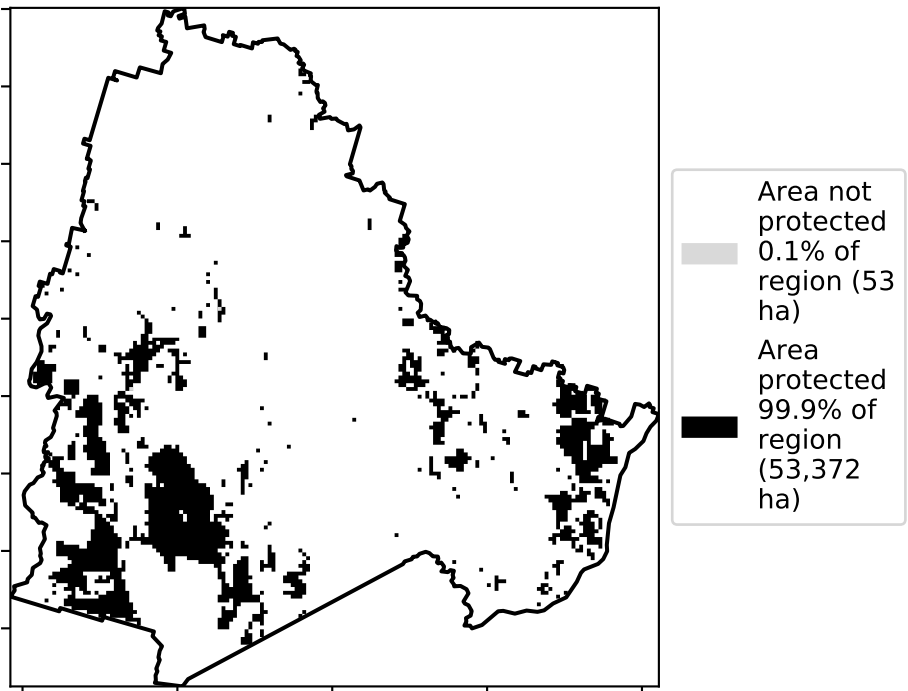 Area not
protected
0.1% of
region (53
ha)
Area
protected
99.9% of
region
(53,372
ha)